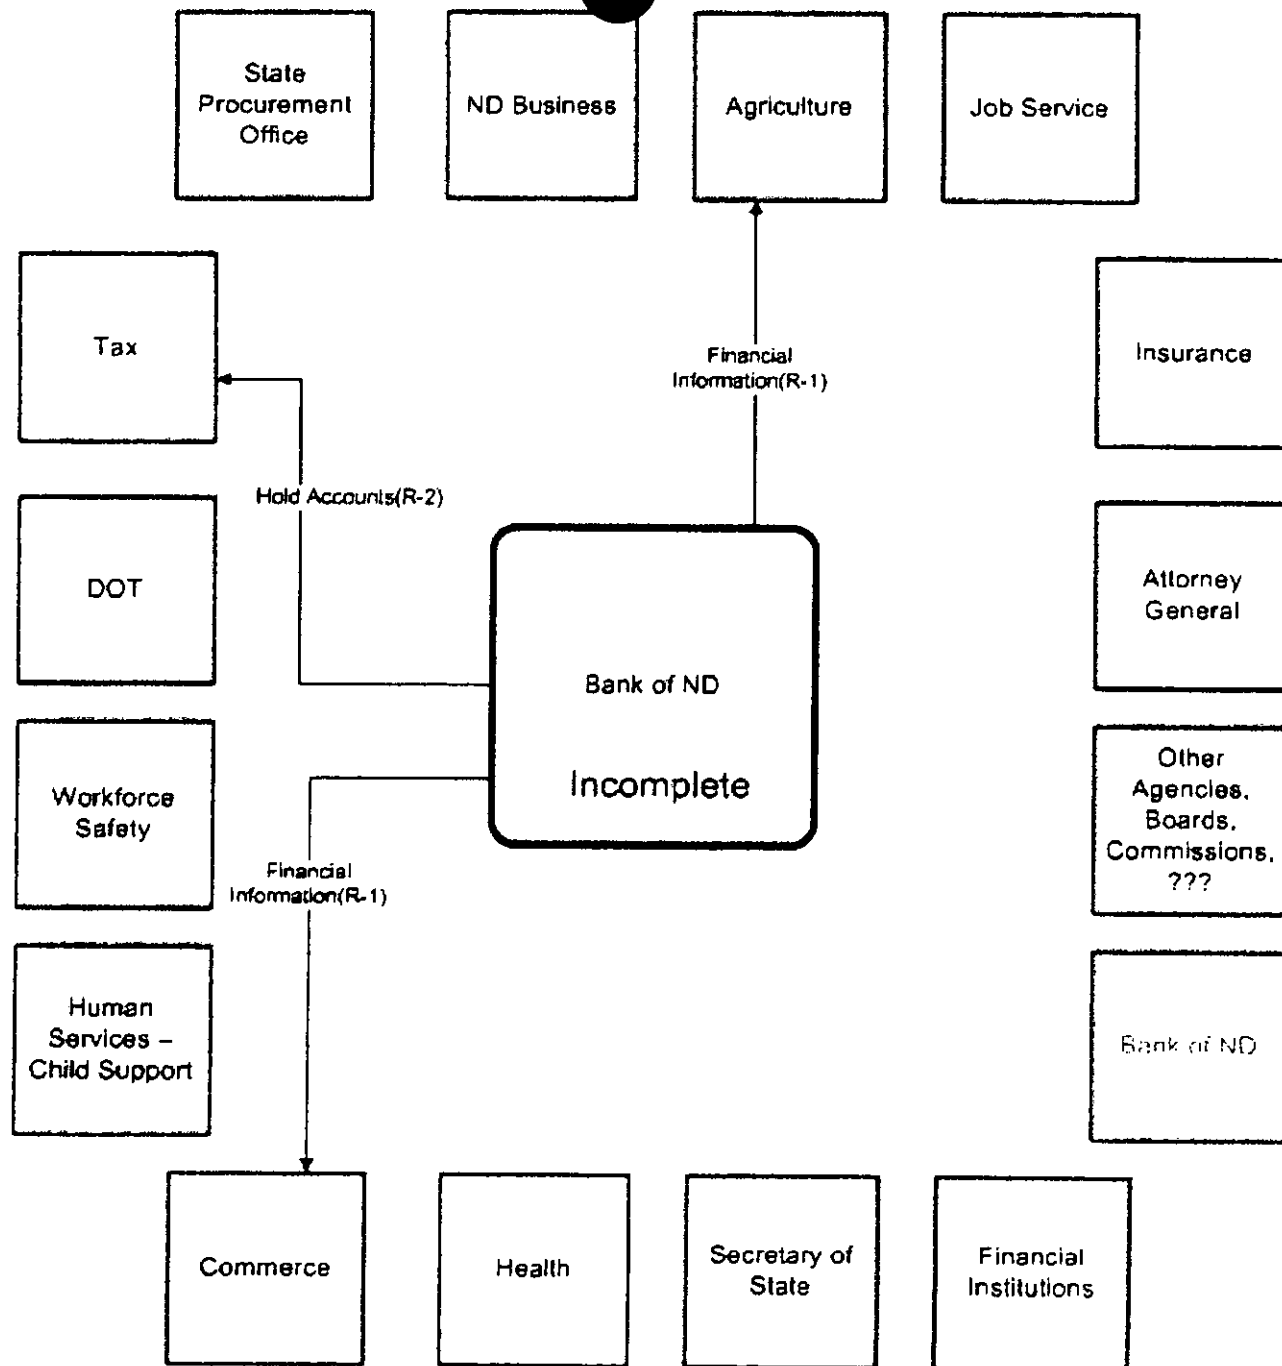 State
Procurement
Office
ND Business
Agriculture
Job Service
Tax
Financial
Information(R-1)
Insurance
Hold Accounts(R-2)
DOT
Attorney
General
Bank of ND
Incomplete
Workforce
Safety
Other
Agencies,
Boards,
Commissions,
???
Financial
Information(R-1)
Human
Services –
Child Support
Bank of ND
Commerce
Health
Secretary of
State
Financial
Institutions